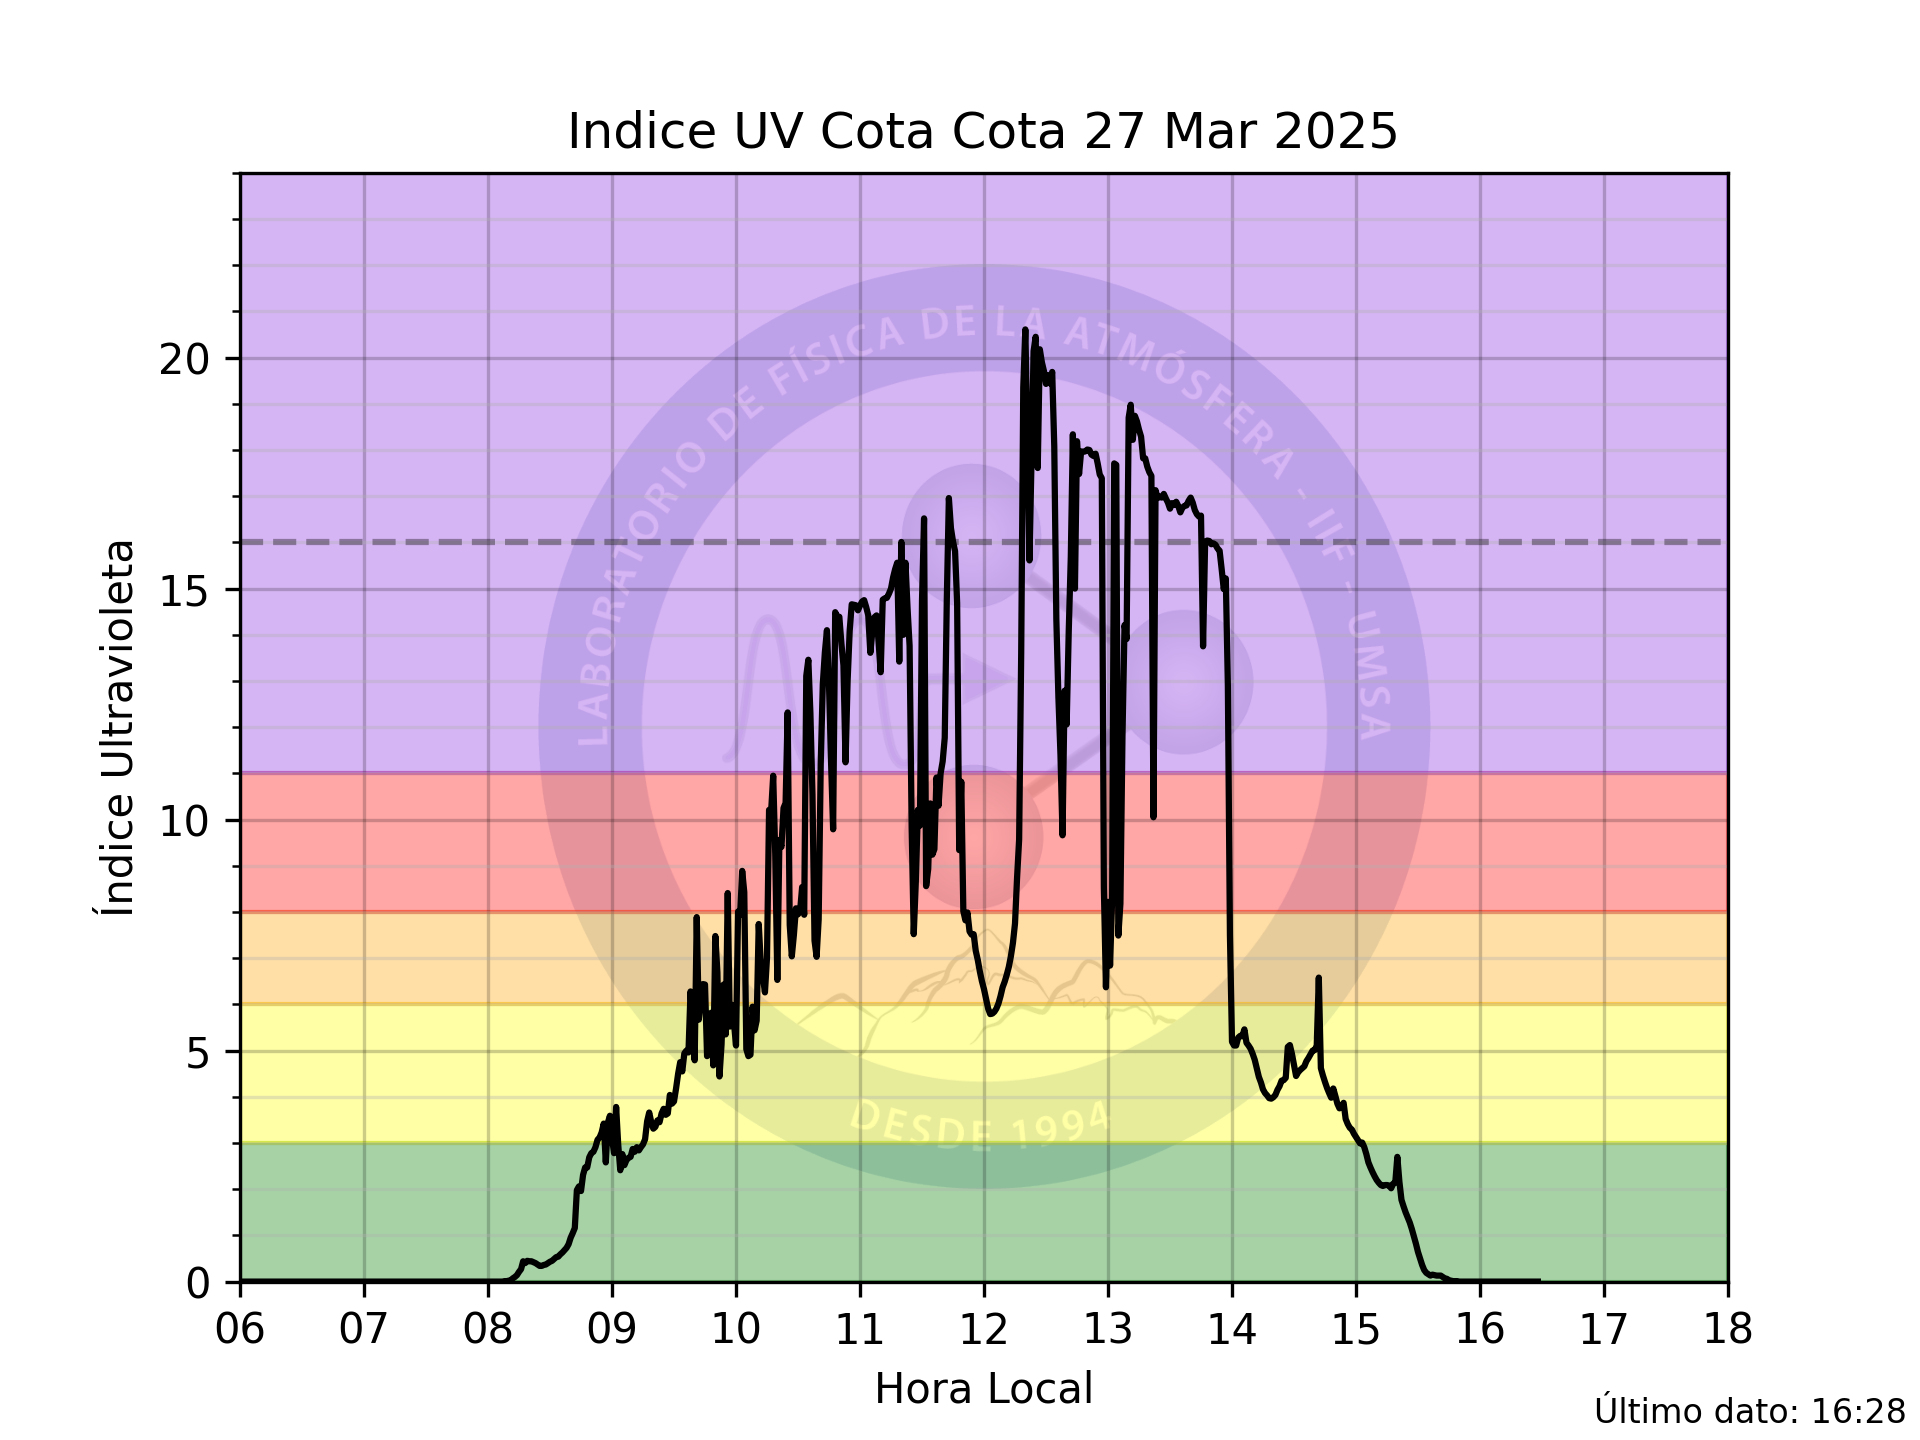 Indice UV Cota Cota 27 Mar 2025
Índice Ultravioleta
20
15
10
5
0
LABORATORIO DE FÍSICA DE LA ATMÓSFERA - IIF - UMSA
DESDE 1994
06 07 08 09 10 11 12 13 14 15 16 17 18
Hora Local
Último dato: 16:28